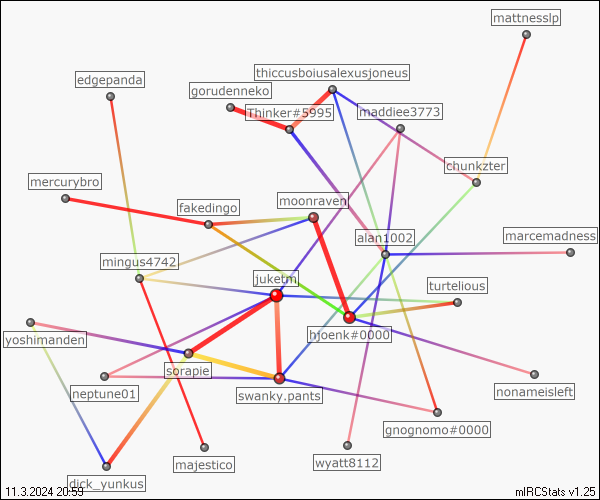 mattnesslp
thiccusboiusalexusjoneus
edgepanda
gorudenneko
Thinker#5995
maddiee3773
chunkzter
mercurybro
moonraven
fakedingo
alan1002
marcemadness
mingus4742
juketm
turtelious
hjoenk#0000
yoshimanden
sorapie
neptune01
swanky.pants
nonameisleft
gnognomo#0000
majestico
wyatt8112
dick_yunkus
11.3.2024 20:59
mIRCStats v1.25